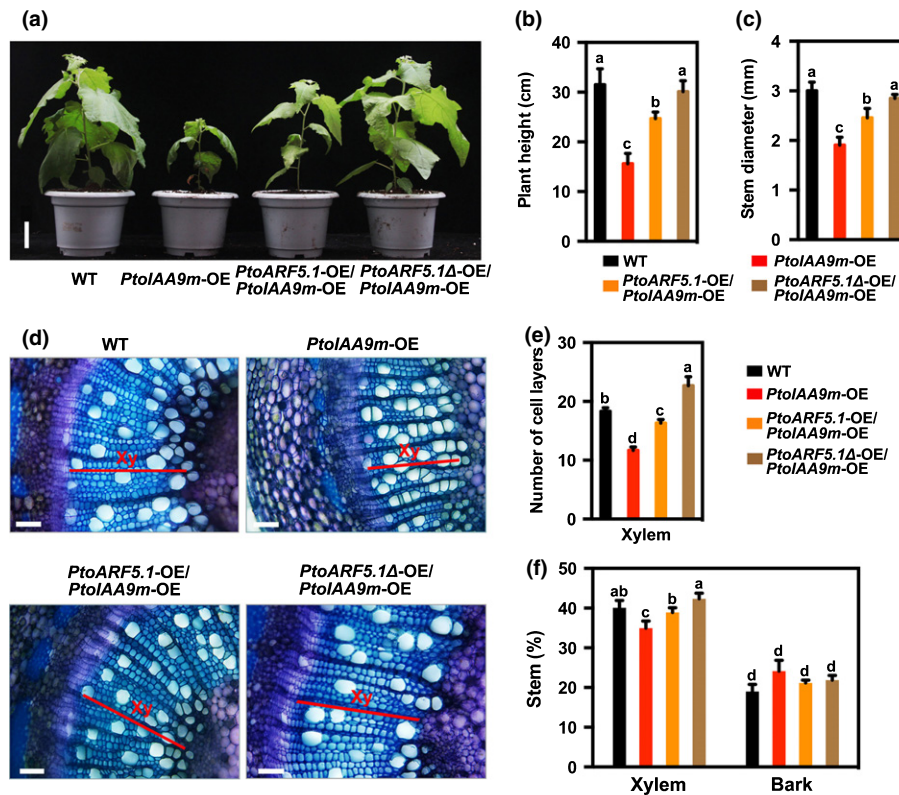 (a)
WT
PtoIAA9m-OE
PtoARF5.1-OE/
PtoIAA9m-OE
PtoARF5.1Δ-OE/
PtoIAA9m-OE
(b)
Plant height (cm)
40
30
20
10
0
a
c
b
a
(c)
Stem diameter (mm)
4
3
2
1
0
a
c
b
a
WT
PtoIAA9m-OE
PtoARF5.1-OE/
PtoIAA9m-OE
PtoARF5.1Δ-OE/
PtoIAA9m-OE
(d)
WT
PtoIAA9m-OE
Xy
Xy
PtoARF5.1-OE/
PtoIAA9m-OE
PtoARF5.1Δ-OE/
PtoIAA9m-OE
Xy
Xy
(e)
Number of cell layers
30
20
10
0
b
d
c
a
Xylem
WT
PtoIAA9m-OE
PtoARF5.1-OE/
PtoIAA9m-OE
PtoARF5.1Δ-OE/
PtoIAA9m-OE
(f)
Stem (%)
50
40
30
20
10
0
ab
c
b
a
d
d
d
d
Xylem
Bark